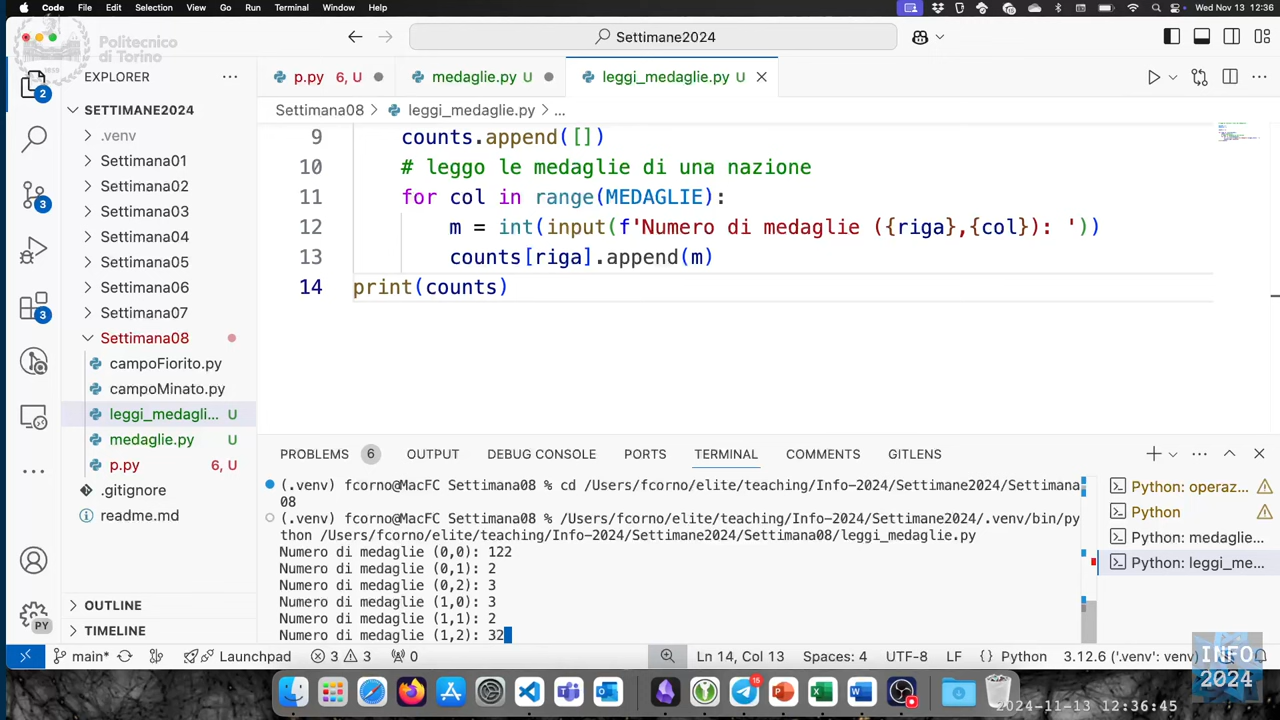 Code File Edit Selection View Go Run Terminal Window Help Wed Nov 13 12:36
Politecnico
di Torino
Settimane2024
EXPLORER
p.py 6, U
medaglie.py U
leggi_medaglie.py U
2
SETTIMANE2024
Settimana08 > leggi_medaglie.py > ...
.venv
Settimana01
Settimana02
Settimana03
Settimana04
Settimana05
Settimana06
Settimana07
Settimana08
campoFiorito.py
campoMinato.py
leggi_medagli... U
medaglie.py U
p.py 6, U
.gitignore
readme.md
3
3
9 counts.append([])
10 # leggo le medaglie di una nazione
11 for col in range(MEDAGLIE):
12 m = int(input(f'Numero di medaglie ({riga},{col}): '))
13 counts[riga].append(m)
14 print(counts)
PROBLEMS 6 OUTPUT DEBUG CONSOLE TERMINAL PORTS COMMENTS GITLENS
(.venv) fcorno@MacFC Settimana08 % cd /Users/fcorno/elite/teaching/Info-2024/Settimane2024/Settimana
08
(.venv) fcorno@MacFC Settimana08 % /Users/fcorno/elite/teaching/Info-2024/Settimane2024/.venv/bin/py
thon /Users/fcorno/elite/teaching/Info-2024/Settimane2024/Settimana08/leggi_medaglie.py
Numero di medaglie (0,0): 122
Numero di medaglie (0,1): 2
Numero di medaglie (0,2): 3
Numero di medaglie (1,0): 3
Numero di medaglie (1,1): 2
Numero di medaglie (1,2): 32
Python: operaz...
Python
Python: medaglie...
Python: leggi_me...
OUTLINE
TIMELINE
PY
main* Launchpad 3 3 0 Ln 14, Col 13 Spaces: 4 UTF-8 LF {} Python 3.12.6 ('.venv': venv)
INFO
2024
15
2024-11-13 12:36:45